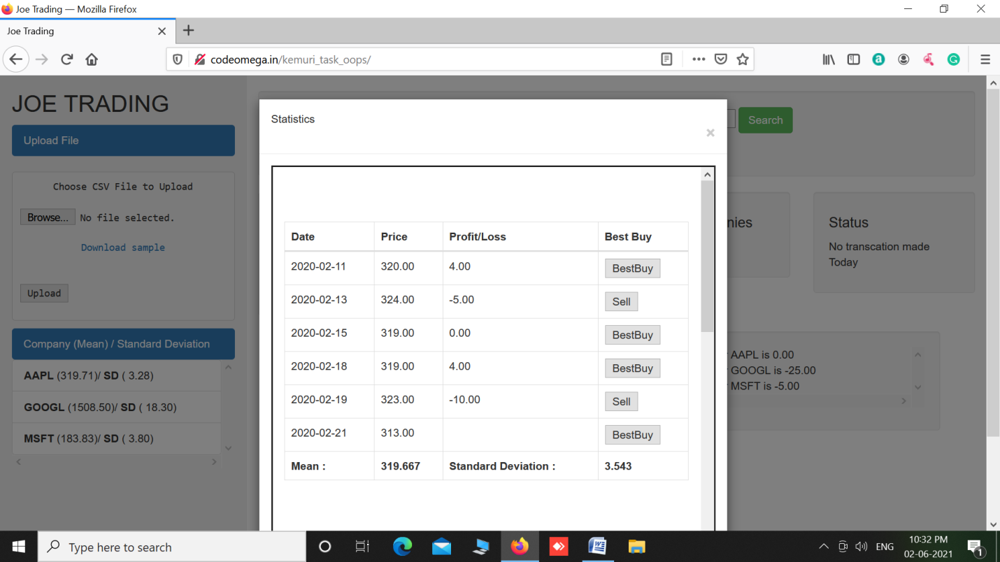 Joe Trading — Mozilla Firefox
Joe Trading
codeomega.in/kemuri_task_oops/
JOE TRADING
Upload File
Choose CSV File to Upload
Browse... No file selected.
Download sample
Upload
Company (Mean) / Standard Deviation
AAPL (319.71)/ SD ( 3.28)
GOOGL (1508.50)/ SD ( 18.30)
MSFT (183.83)/ SD ( 3.80)
Statistics
×
Date Price Profit/Loss Best Buy
2020-02-11 320.00 4.00 BestBuy
2020-02-13 324.00 -5.00 Sell
2020-02-15 319.00 0.00 BestBuy
2020-02-18 319.00 4.00 BestBuy
2020-02-19 323.00 -10.00 Sell
2020-02-21 313.00 BestBuy
Mean : 319.667 Standard Deviation : 3.543
Search
nies
Status
No transcation made
Today
AAPL is 0.00
GOOGL is -25.00
MSFT is -5.00
Type here to search
ENG
10:32 PM
02-06-2021
1